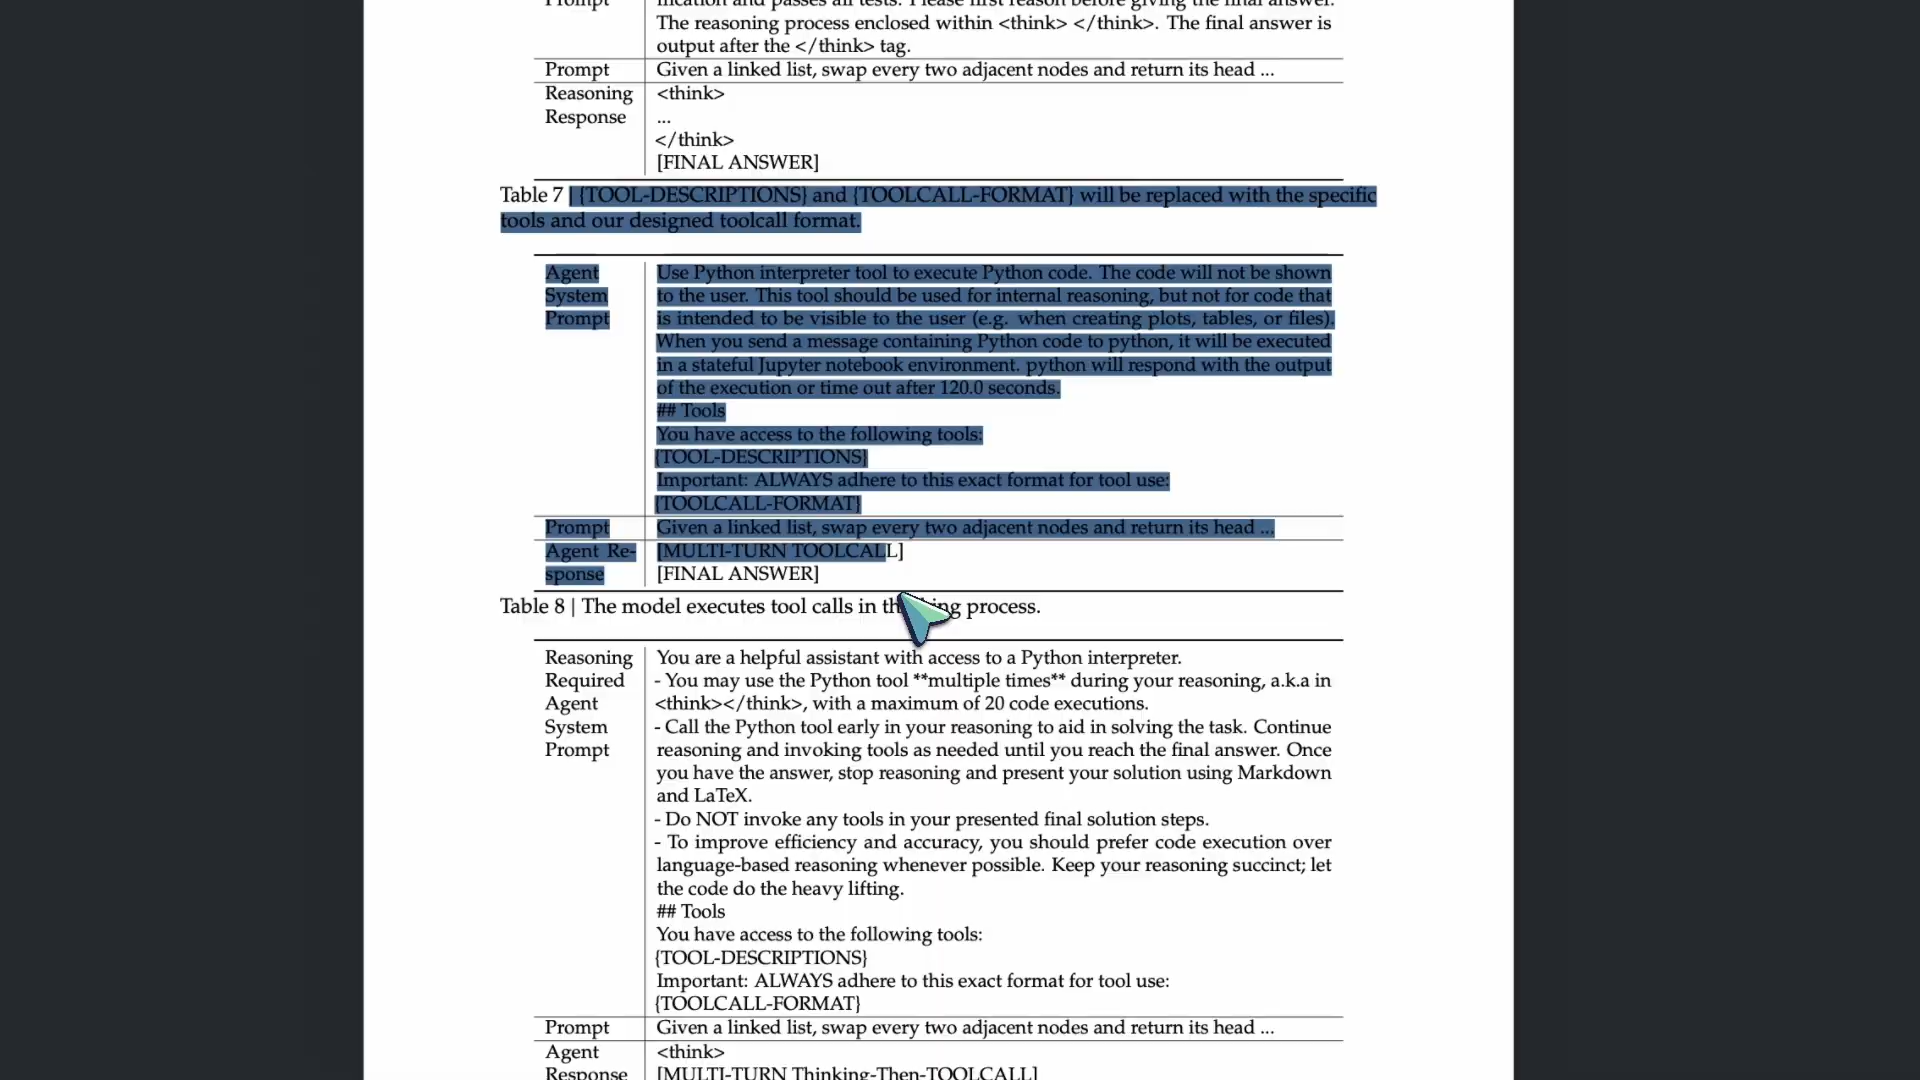 Prompt
The reasoning process enclosed within <think> </think>. The final answer is
output after the </think> tag.
Prompt Given a linked list, swap every two adjacent nodes and return its head ...
Reasoning <think>
Response ...
</think>
[FINAL ANSWER]
Table 7 | {TOOL-DESCRIPTIONS} and {TOOLCALL-FORMAT} will be replaced with the specific
tools and our designed toolcall format.
Agent Use Python interpreter tool to execute Python code. The code will not be shown
System to the user. This tool should be used for internal reasoning, but not for code that
Prompt is intended to be visible to the user (e.g. when creating plots, tables, or files).
When you send a message containing Python code to python, it will be executed
in a stateful Jupyter notebook environment. python will respond with the output
of the execution or time out after 120.0 seconds.
## Tools
You have access to the following tools:
{TOOL-DESCRIPTIONS}
Important: ALWAYS adhere to this exact format for tool use:
{TOOLCALL-FORMAT}
Prompt Given a linked list, swap every two adjacent nodes and return its head ...
Agent Re- [MULTI-TURN TOOLCALL]
sponse [FINAL ANSWER]
Table 8 | The model executes tool calls in process.
Reasoning You are a helpful assistant with access to a Python interpreter.
Required - You may use the Python tool **multiple times** during your reasoning, a.k.a in
Agent <think></think>, with a maximum of 20 code executions.
System - Call the Python tool early in your reasoning to aid in solving the task. Continue
Prompt reasoning and invoking tools as needed until you reach the final answer. Once
you have the answer, stop reasoning and present your solution using Markdown
and LaTeX.
- Do NOT invoke any tools in your presented final solution steps.
- To improve efficiency and accuracy, you should prefer code execution over
language-based reasoning whenever possible. Keep your reasoning succinct; let
the code do the heavy lifting.
## Tools
You have access to the following tools:
{TOOL-DESCRIPTIONS}
Important: ALWAYS adhere to this exact format for tool use:
{TOOLCALL-FORMAT}
Prompt Given a linked list, swap every two adjacent nodes and return its head ...
Agent <think>
Response [MULTI-TURN Thinking-Then-TOOLCALL]